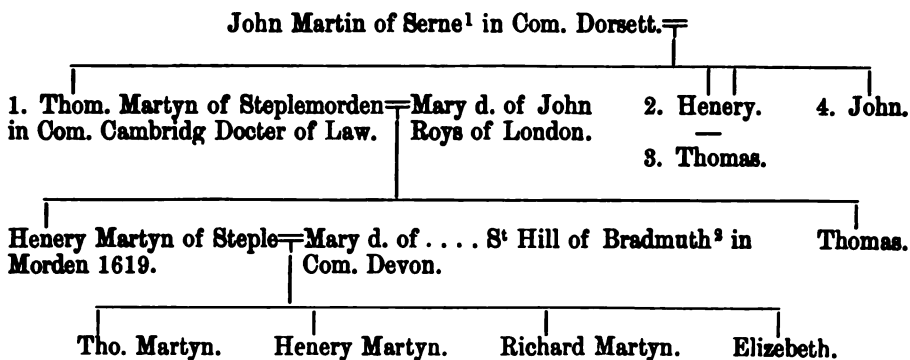 John Martin of Serne¹ in Com. Dorsett.
1. Thom. Martyn of Steplemorden
in Com. Cambridg Docter of Law.
Mary d. of John
Roys of London.
2. Henery.
3. Thomas.
4. John.
Henery Martyn of Steple
Morden 1619.
Mary d. of .... Sᵗ Hill of Bradmuth² in
Com. Devon.
Thomas.
Tho. Martyn.
Henery Martyn.
Richard Martyn.
Elizebeth.